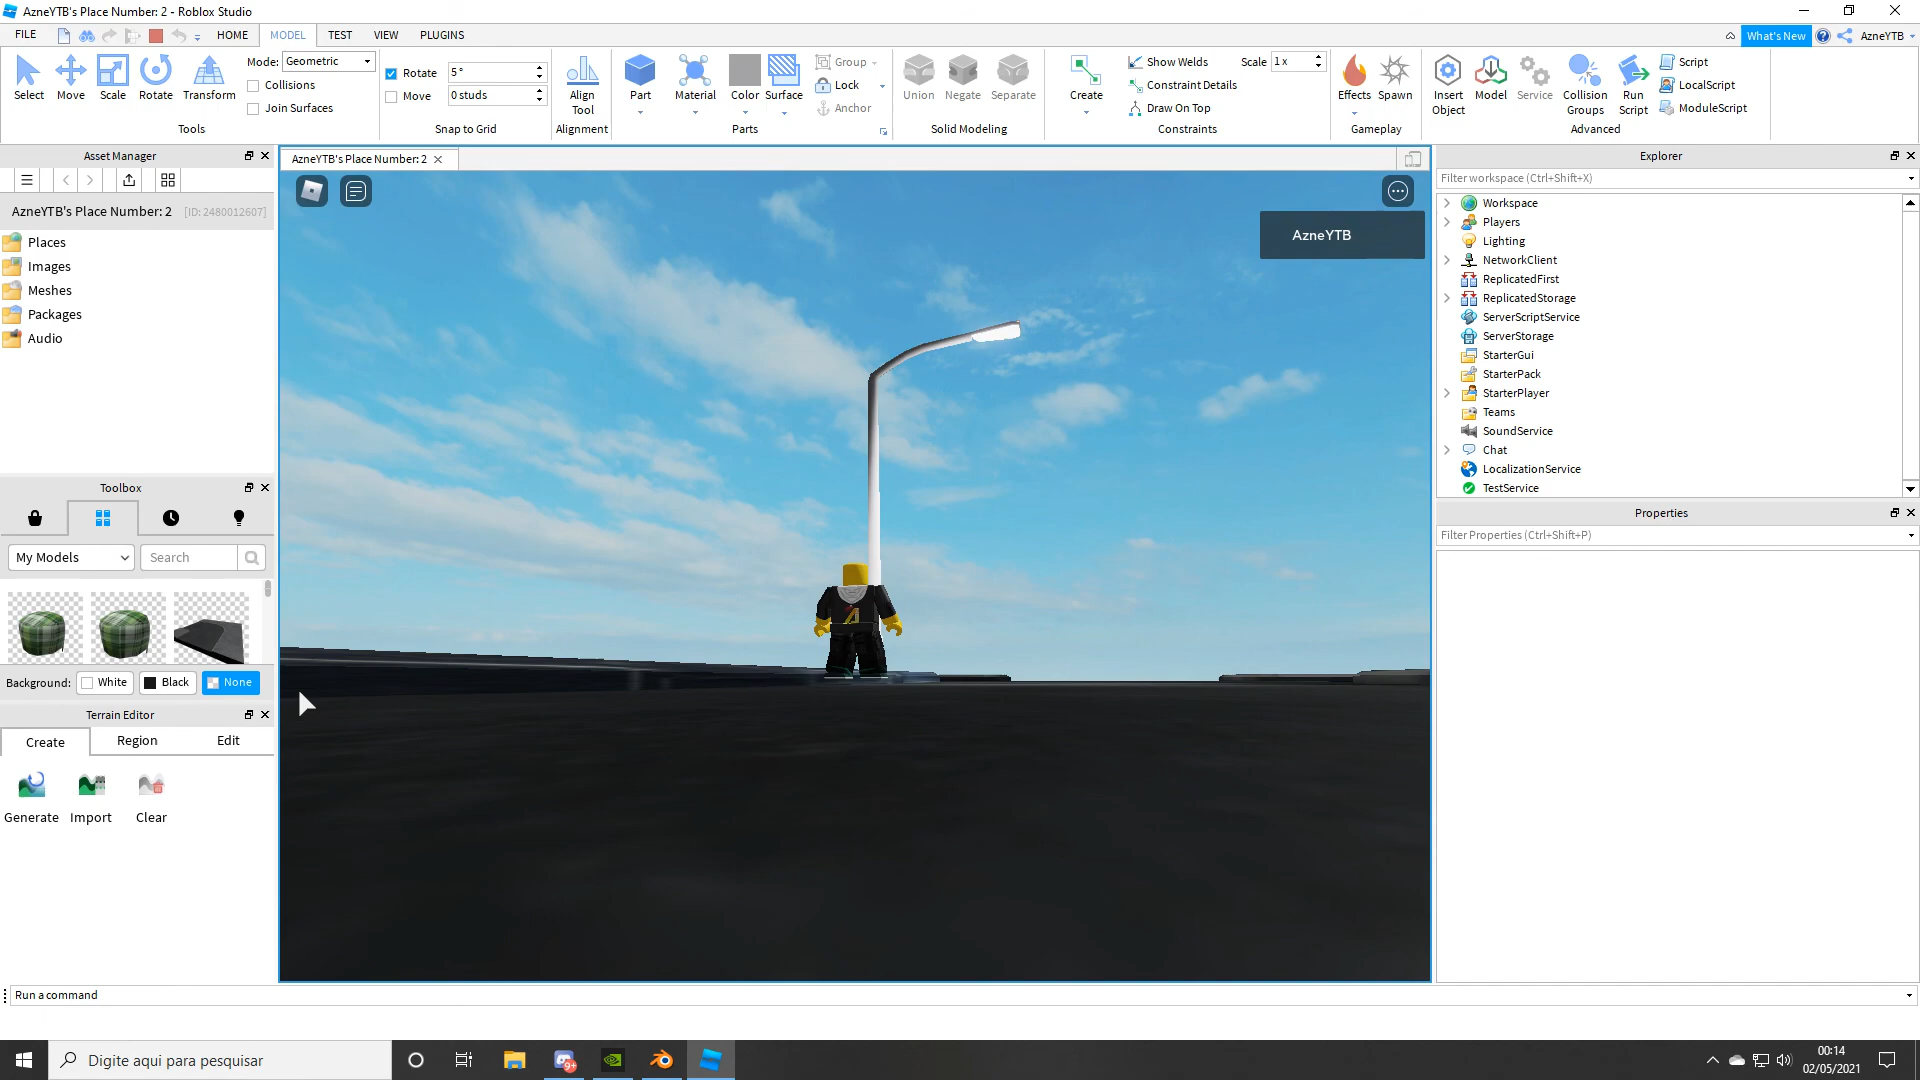 AzneYTB's Place Number: 2 - Roblox Studio
FILE HOME MODEL TEST VIEW PLUGINS What's New AzneYTB
Select Move Scale Rotate Transform
Mode: Geometric
Collisions
Join Surfaces
Tools
Rotate 5 °
Move 0 studs
Snap to Grid
Align Tool
Alignment
Part Material Color Surface
Group
Lock
Anchor
Parts
Union Negate Separate
Solid Modeling
Create
Show Welds
Constraint Details
Draw On Top
Scale 1 x
Constraints
Effects Spawn
Gameplay
Insert Object
Model
Service
Collision Groups
Run Script
Script
LocalScript
ModuleScript
Advanced
Asset Manager
AzneYTB's Place Number: 2 [ID: 2480012607]
Places
Images
Meshes
Packages
Audio
Toolbox
My Models Search
Background: White Black None
Terrain Editor
Create Region Edit
Generate Import Clear
AzneYTB's Place Number: 2
AzneYTB
A
Explorer
Filter workspace (Ctrl+Shift+X)
Workspace
Players
Lighting
NetworkClient
ReplicatedFirst
ReplicatedStorage
ServerScriptService
ServerStorage
StarterGui
StarterPack
StarterPlayer
Teams
SoundService
Chat
LocalizationService
TestService
Properties
Filter Properties (Ctrl+Shift+P)
Run a command
Digite aqui para pesquisar
9+
00:14
02/05/2021